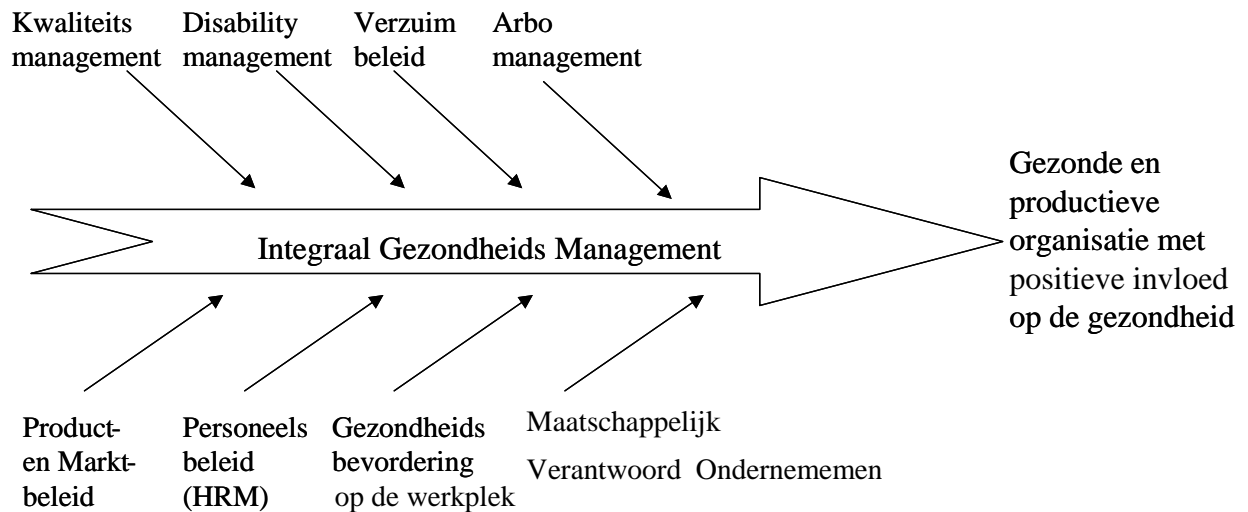 Kwaliteits
management
Disability
management
Verzuim
beleid
Arbo
management
Integraal Gezondheids Management
Gezonde en
productieve
organisatie met
positieve invloed
op de gezondheid
Product-
en Markt-
beleid
Personeels
beleid
(HRM)
Gezondheids
bevordering
op de werkplek
Maatschappelijk
Verantwoord Ondernememen